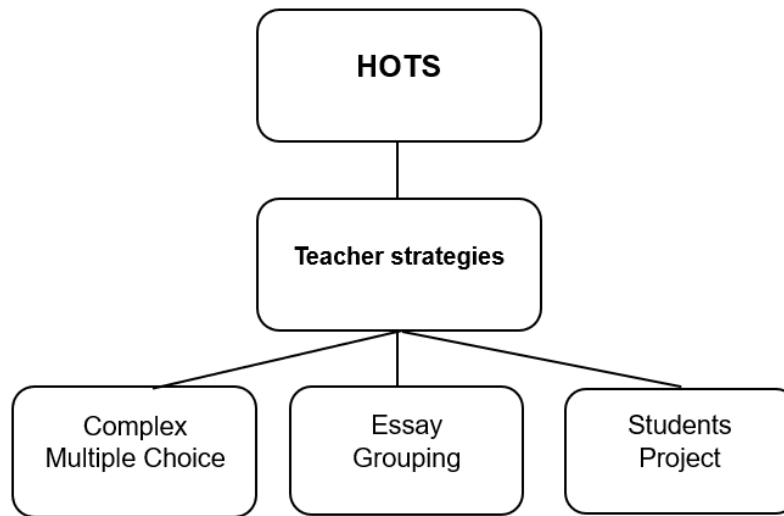 HOTS
Teacher strategies
Complex
Multiple Choice
Essay
Grouping
Students
Project